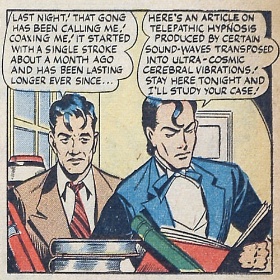 LAST NIGHT! THAT GONG
HAS BEEN CALLING ME!
COAXING ME! IT STARTED
WITH A SINGLE STROKE
ABOUT A MONTH AGO
AND HAS BEEN LASTING
LONGER EVER SINCE...
HERE'S AN ARTICLE ON
TELEPATHIC HYPNOSIS
PRODUCED BY CERTAIN
SOUND-WAVES TRANSPOSED
INTO ULTRA-COSMIC
CEREBRAL VIBRATIONS!
STAY HERE TONIGHT AND
I'LL STUDY YOUR CASE!